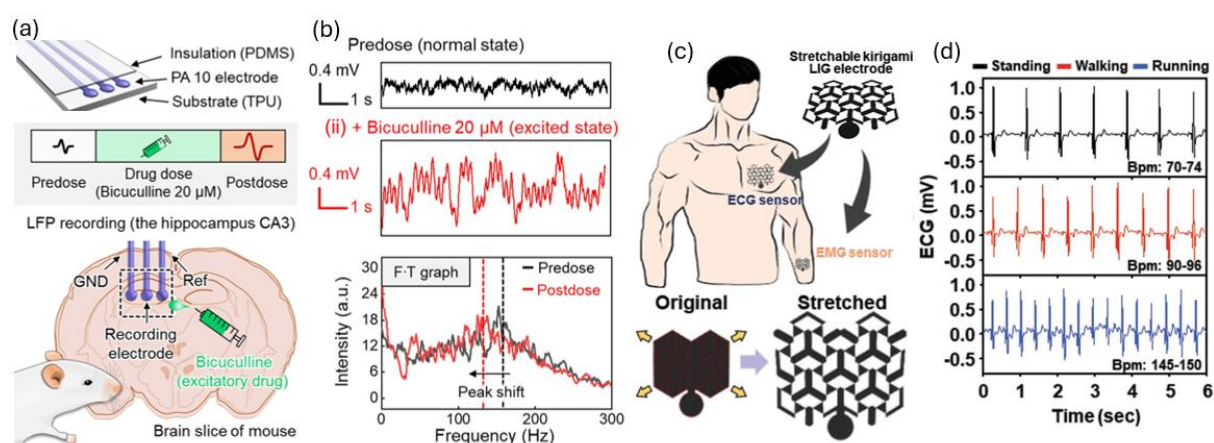 (a)
Insulation (PDMS)
PA 10 electrode
Substrate (TPU)
Predose
Drug dose
(Bicuculline 20 μM)
Postdose
LFP recording (the hippocampus CA3)
GND
Ref
Recording
electrode
Bicuculline
(excitatory drug)
Brain slice of mouse
(b)
Predose (normal state)
0.4 mV
1 s
(ii) + Bicuculline 20 μM (excited state)
0.4 mV
1 s
F·T graph
Predose
Postdose
30
24
18
12
6
0
Intensity (a.u.)
Peak shift
0
100
200
300
Frequency (Hz)
(c)
Stretchable kirigami
LIG electrode
ECG sensor
EMG sensor
Original
Stretched
(d)
Standing
Walking
Running
1.0
0.5
0.0
-0.5
Bpm: 70-74
1.0
0.5
0.0
-0.5
Bpm: 90-96
1.0
0.5
0.0
-0.5
Bpm: 145-150
ECG (mV)
0 1 2 3 4 5 6
Time (sec)